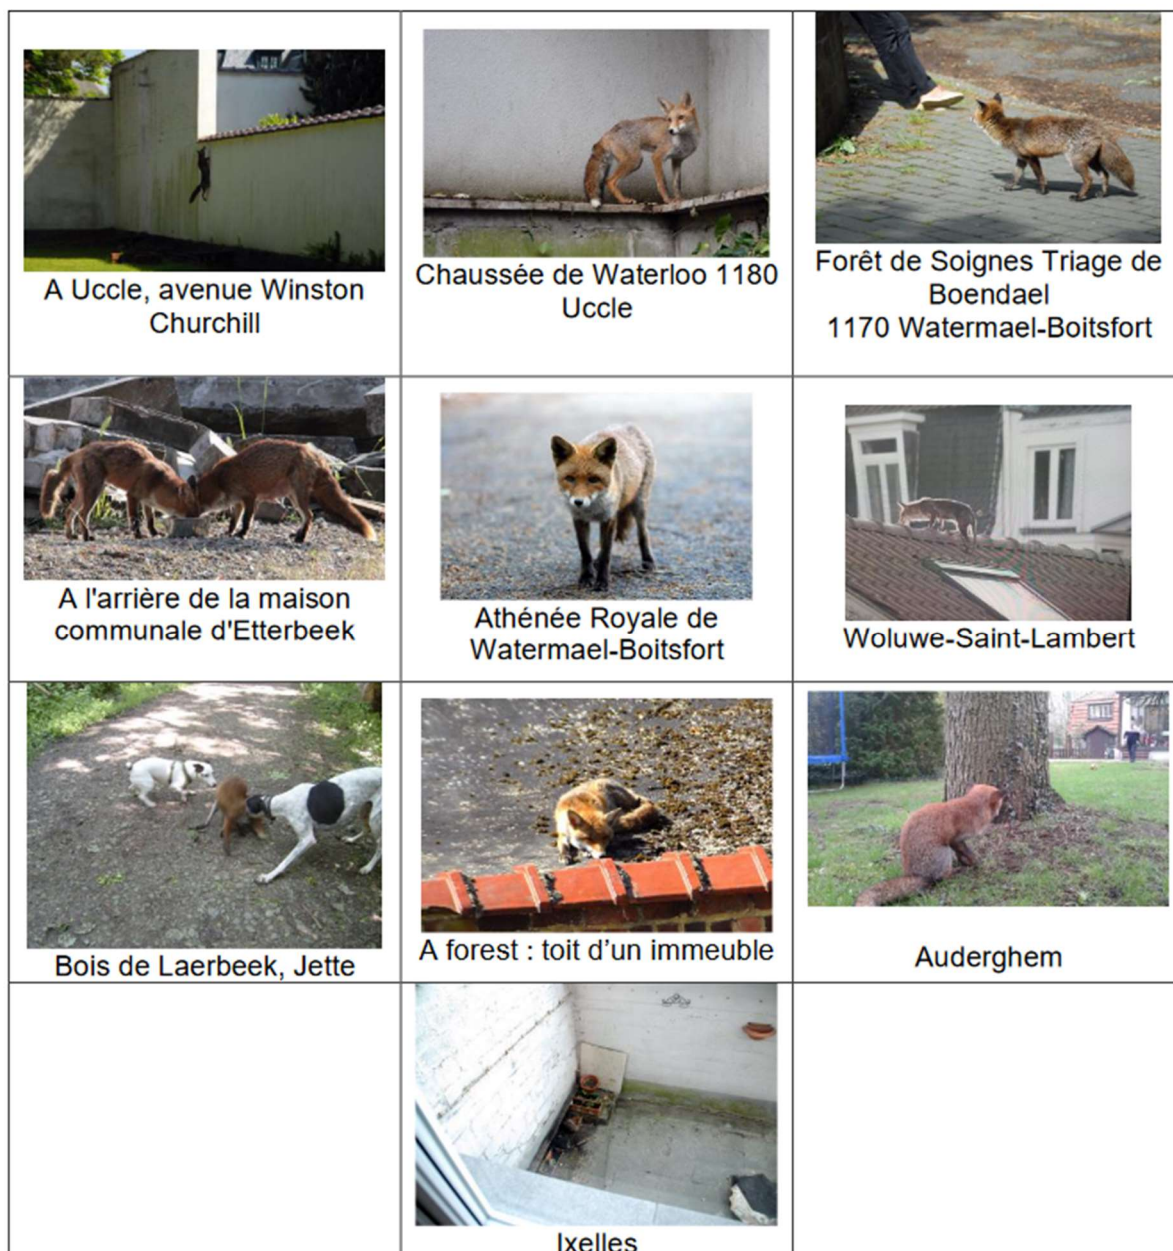 A Uccle, avenue Winston
Churchill
Chaussée de Waterloo 1180
Uccle
Forêt de Soignes Triage de
Boendael
1170 Watermael-Boitsfort
A l'arrière de la maison
communale d'Etterbeek
Athénée Royale de
Watermael-Boitsfort
Woluwe-Saint-Lambert
Bois de Laerbeek, Jette
A forest : toit d’un immeuble
Auderghem
Ixelles